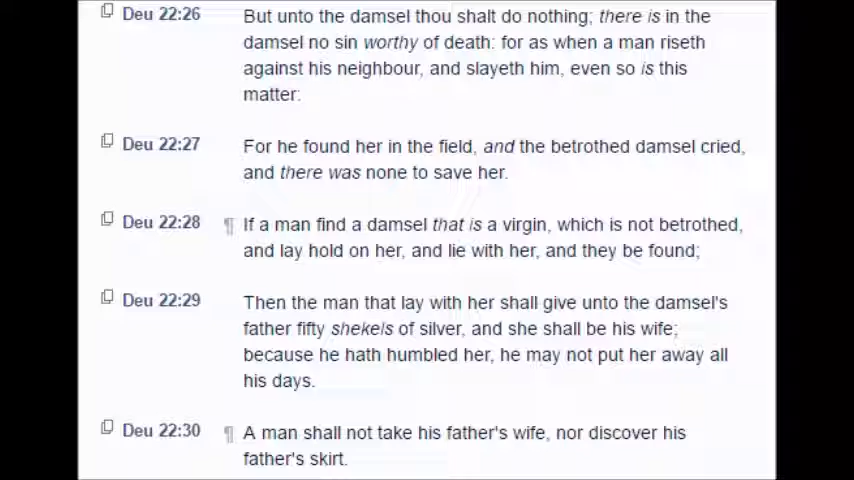 Deu 22:26 But unto the damsel thou shalt do nothing; there is in the
damsel no sin worthy of death: for as when a man riseth
against his neighbour, and slayeth him, even so is this
matter:
Deu 22:27 For he found her in the field, and the betrothed damsel cried,
and there was none to save her.
Deu 22:28 ¶ If a man find a damsel that is a virgin, which is not betrothed,
and lay hold on her, and lie with her, and they be found;
Deu 22:29 Then the man that lay with her shall give unto the damsel's
father fifty shekels of silver, and she shall be his wife;
because he hath humbled her, he may not put her away all
his days.
Deu 22:30 ¶ A man shall not take his father's wife, nor discover his
father's skirt.